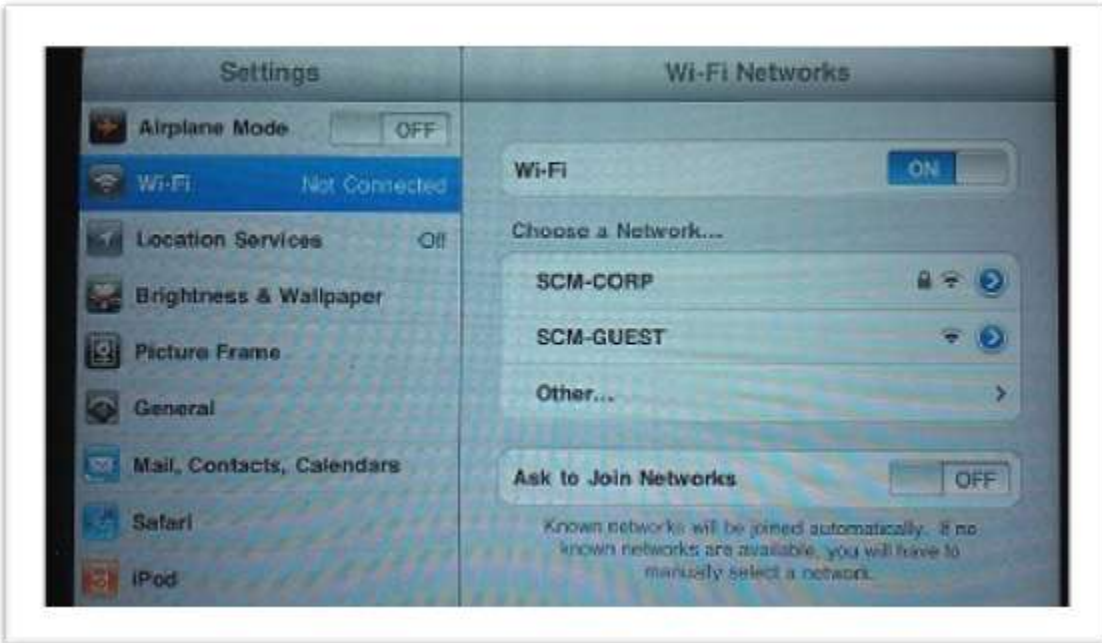 Settings
Airplane Mode OFF
Wi-Fi Not Connected
Location Services Off
Brightness & Wallpaper
Picture Frame
General
Mail, Contacts, Calendars
Safari
iPod
Wi-Fi Networks
Wi-Fi ON
Choose a Network...
SCM-CORP
SCM-GUEST
Other...
Ask to Join Networks OFF
Known networks will be joined automatically. If no
known networks are available, you will have to
manually select a network.